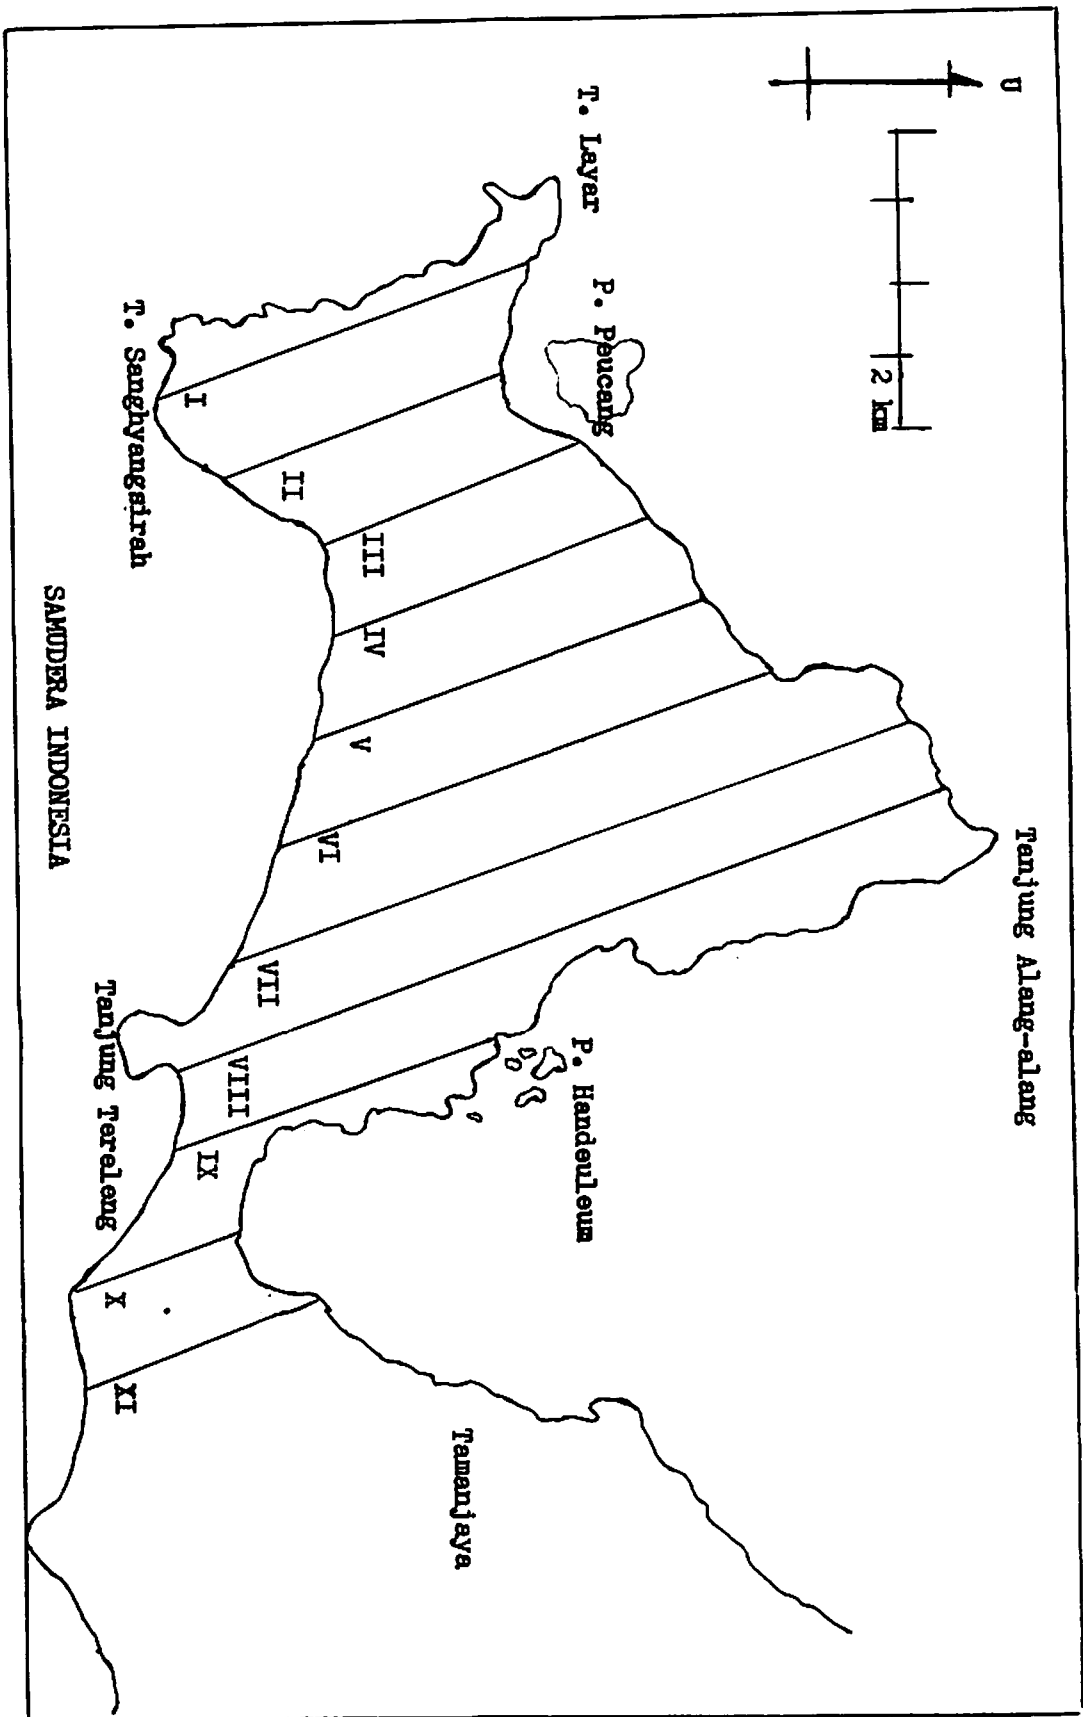 U
2 km
Tanjung Alang-alang
T. Layar
P. Peucang
P. Handeuleum
Tamanjaya
I
II
III
IV
V
VI
VII
VIII
IX
X
XI
T. Sanghyangsirah
Tanjung Tereleng
SAMUDERA INDONESIA